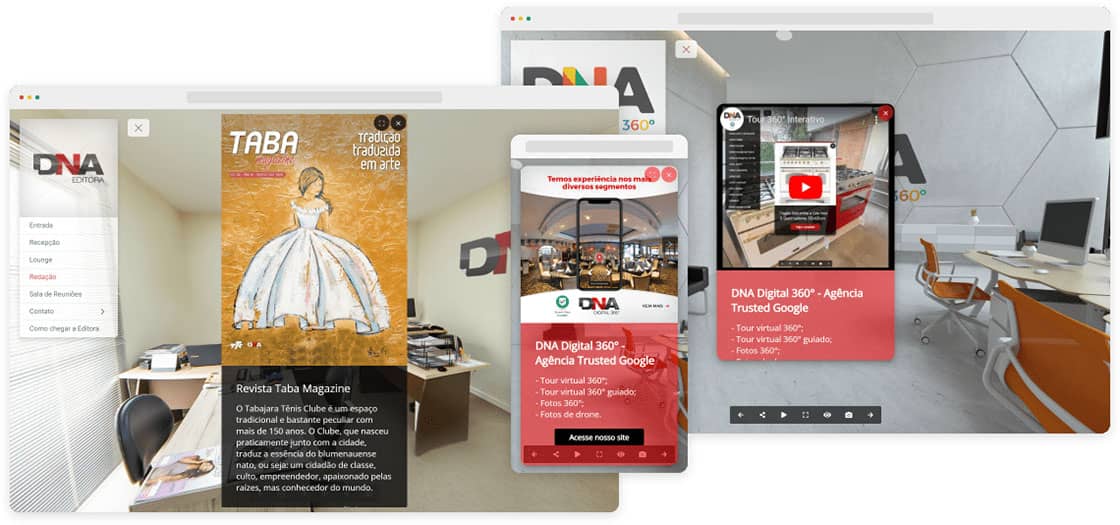 DNA
EDITORA
Entrada
Recepção
Lounge
Redação
Sala de Reuniões
Contato
Como chegar a Editora
TABA
magazine
Tradição
traduzida
em arte
DNA
Revista Taba Magazine
O Tabajara Tênis Clube é um espaço
tradicional e bastante peculiar com
mais de 150 anos. O Clube, que nasceu
praticamente junto com a cidade,
traduz a essência do blumenauense
nato, ou seja: um cidadão de classe,
culto, empreendedor, apaixonado pelas
raízes, mas conhecedor do mundo.
Temos experiência nos mais
diversos segmentos
DNA
DIGITAL 360°
VEJA MAIS
DNA Digital 360° -
Agência Trusted Google
- Tour virtual 360°;
- Tour virtual 360° guiado;
- Fotos 360°;
- Fotos de drone.
Acesse nosso site
DNA
360°
DNA
Tour 360° Interativo
DNA Digital 360° - Agência
Trusted Google
- Tour virtual 360°;
- Tour virtual 360° guiado;
- Fotos 360°;
A
360°